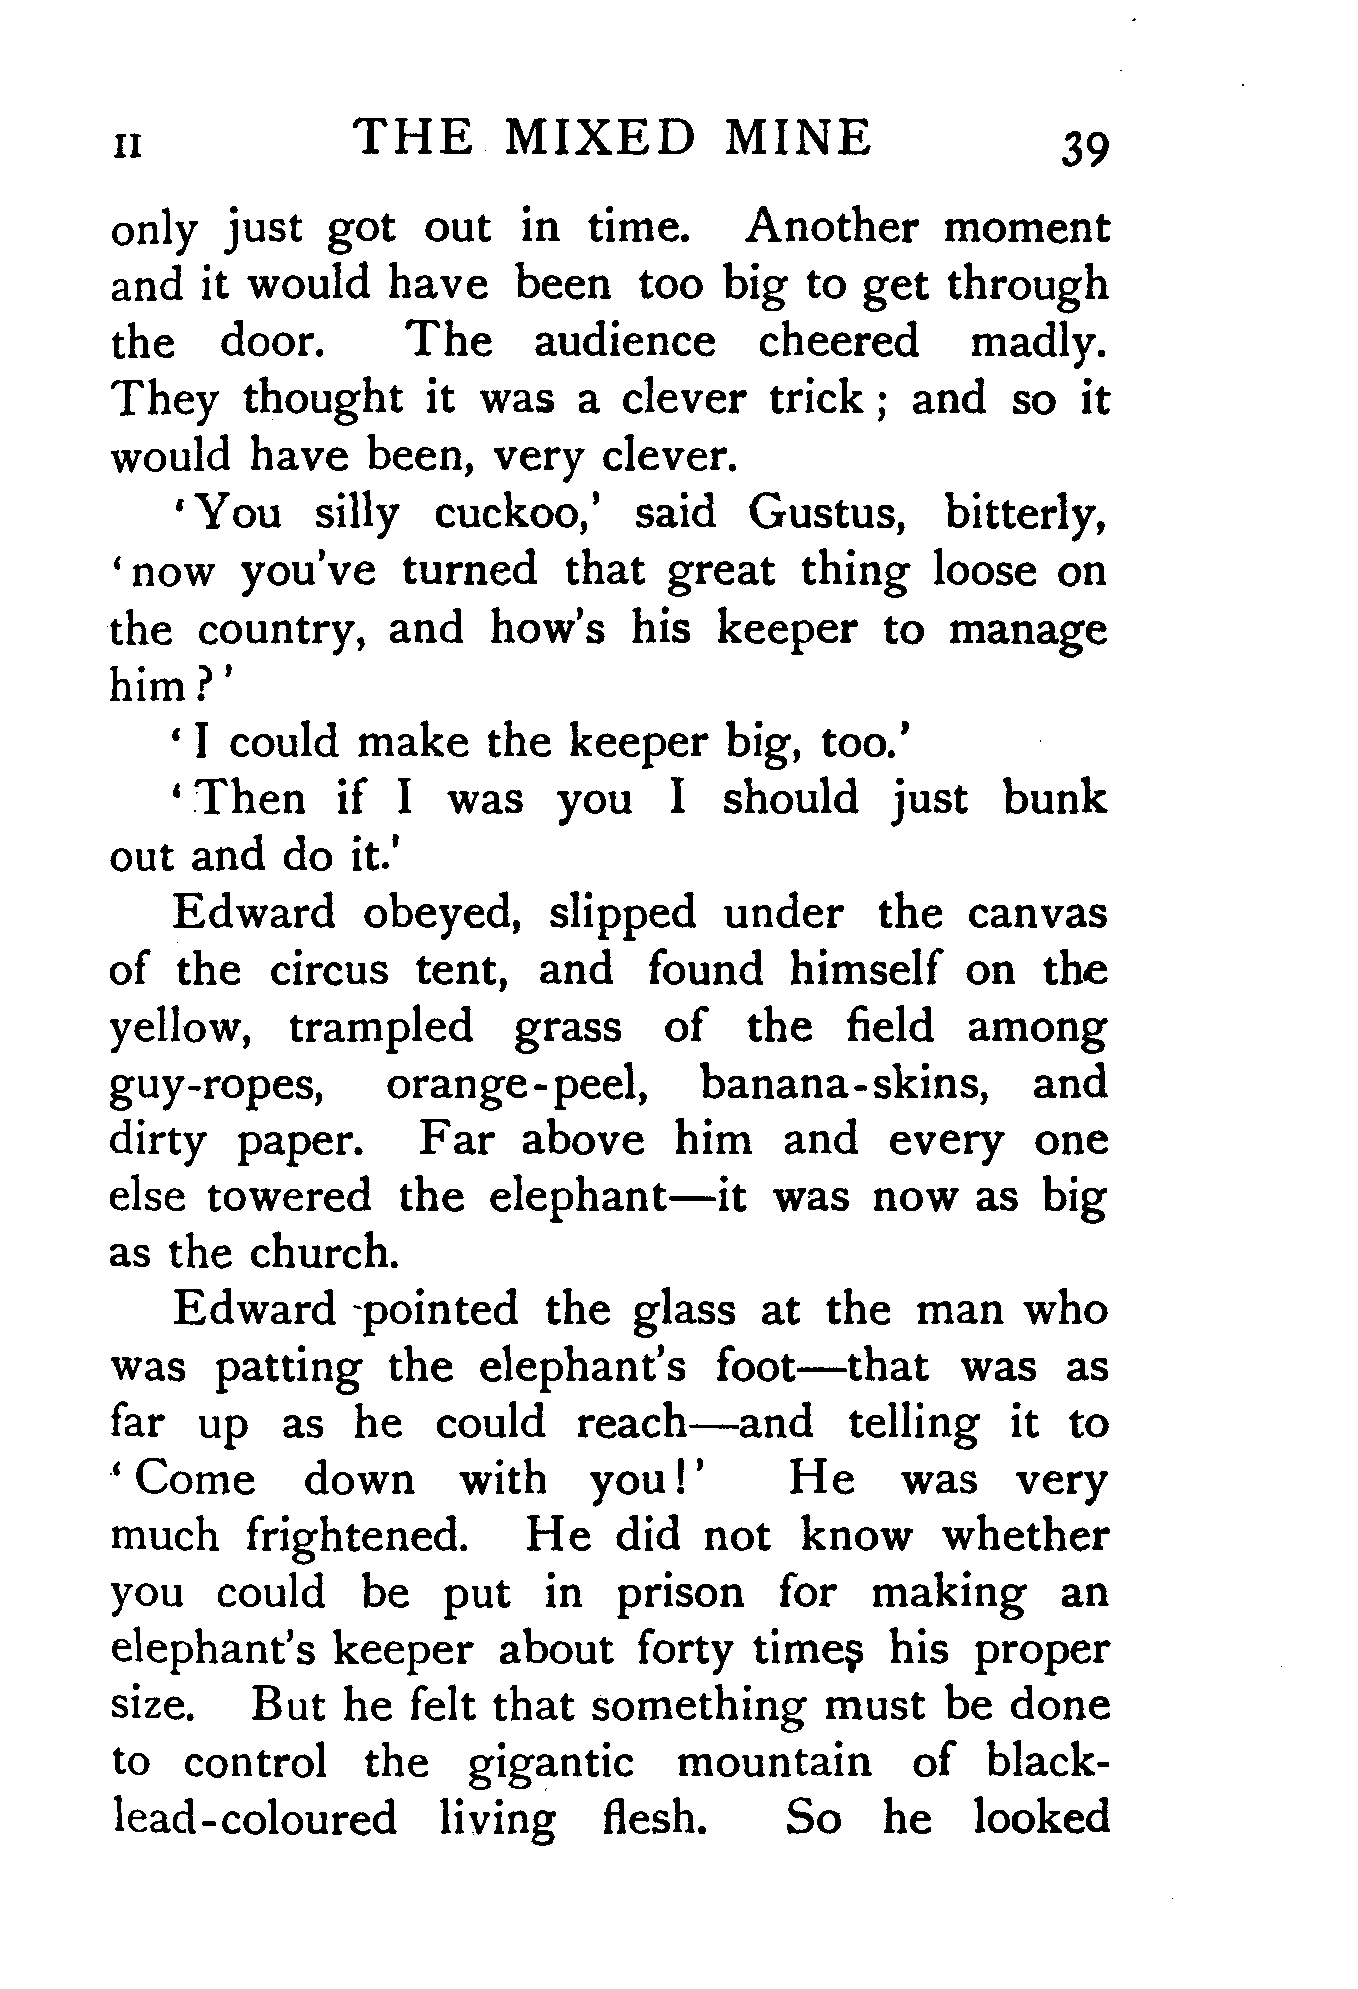 II THE MIXED MINE 39
only just got out in time. Another moment
and it would have been too big to get through
the door. The audience cheered madly.
They thought it was a clever trick ; and so it
would have been, very clever.
‘You silly cuckoo,’ said Gustus, bitterly,
‘now you’ve turned that great thing loose on
the country, and how’s his keeper to manage
him ?’
‘I could make the keeper big, too.’
‘Then if I was you I should just bunk
out and do it.’
Edward obeyed, slipped under the canvas
of the circus tent, and found himself on the
yellow, trampled grass of the field among
guy-ropes, orange-peel, banana-skins, and
dirty paper. Far above him and every one
else towered the elephant—it was now as big
as the church.
Edward pointed the glass at the man who
was patting the elephant’s foot—that was as
far up as he could reach—and telling it to
‘Come down with you !’ He was very
much frightened. He did not know whether
you could be put in prison for making an
elephant’s keeper about forty times his proper
size. But he felt that something must be done
to control the gigantic mountain of black-
lead-coloured living flesh. So he looked